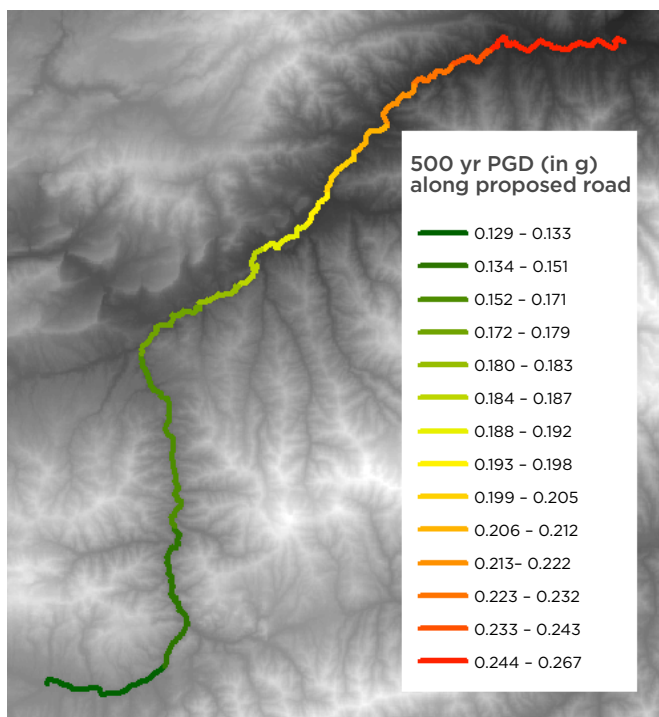 500 yr PGD (in g)
along proposed road
0.129 – 0.133
0.134 – 0.151
0.152 – 0.171
0.172 – 0.179
0.180 – 0.183
0.184 – 0.187
0.188 – 0.192
0.193 – 0.198
0.199 – 0.205
0.206 – 0.212
0.213– 0.222
0.223 – 0.232
0.233 – 0.243
0.244 – 0.267